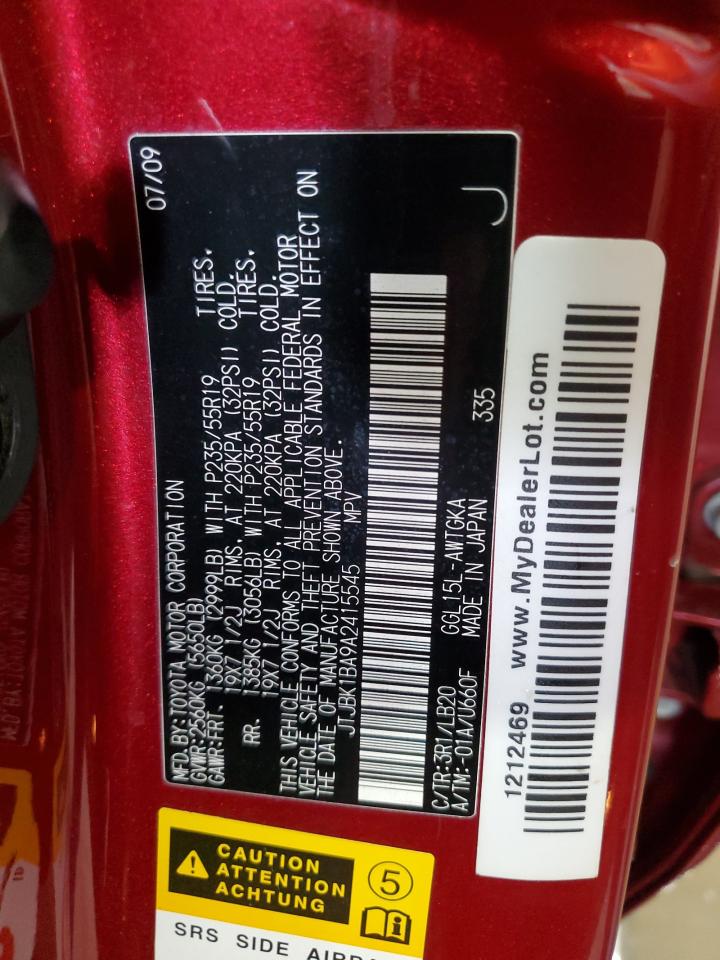 07/09
MFD. BY: TOYOTA MOTOR CORPORATION
GVWR: 2560KG (5650LB)
GAWR: FRT. 1360KG (2999LB) WITH P235/55R19 TIRES,
19X7 1/2J RIMS, AT 220KPA (32PSI) COLD.
RR. 1385KG (3056LB) WITH P235/55R19 TIRES,
19X7 1/2J RIMS, AT 220KPA (32PSI) COLD.
THIS VEHICLE CONFORMS TO ALL APPLICABLE FEDERAL MOTOR
VEHICLE SAFETY AND THEFT PREVENTION STANDARDS IN EFFECT ON
THE DATE OF MANUFACTURE SHOWN ABOVE.
JTJBK1BA9A2415545 MPV
C/TR:3R1/LB20 GGL15L-AWTGKA 335 J
A/TM:-01A/U660F MADE IN JAPAN
1212469 www.MyDealerLot.com
CAUTION
ATTENTION
ACHTUNG
5
SRS SIDE